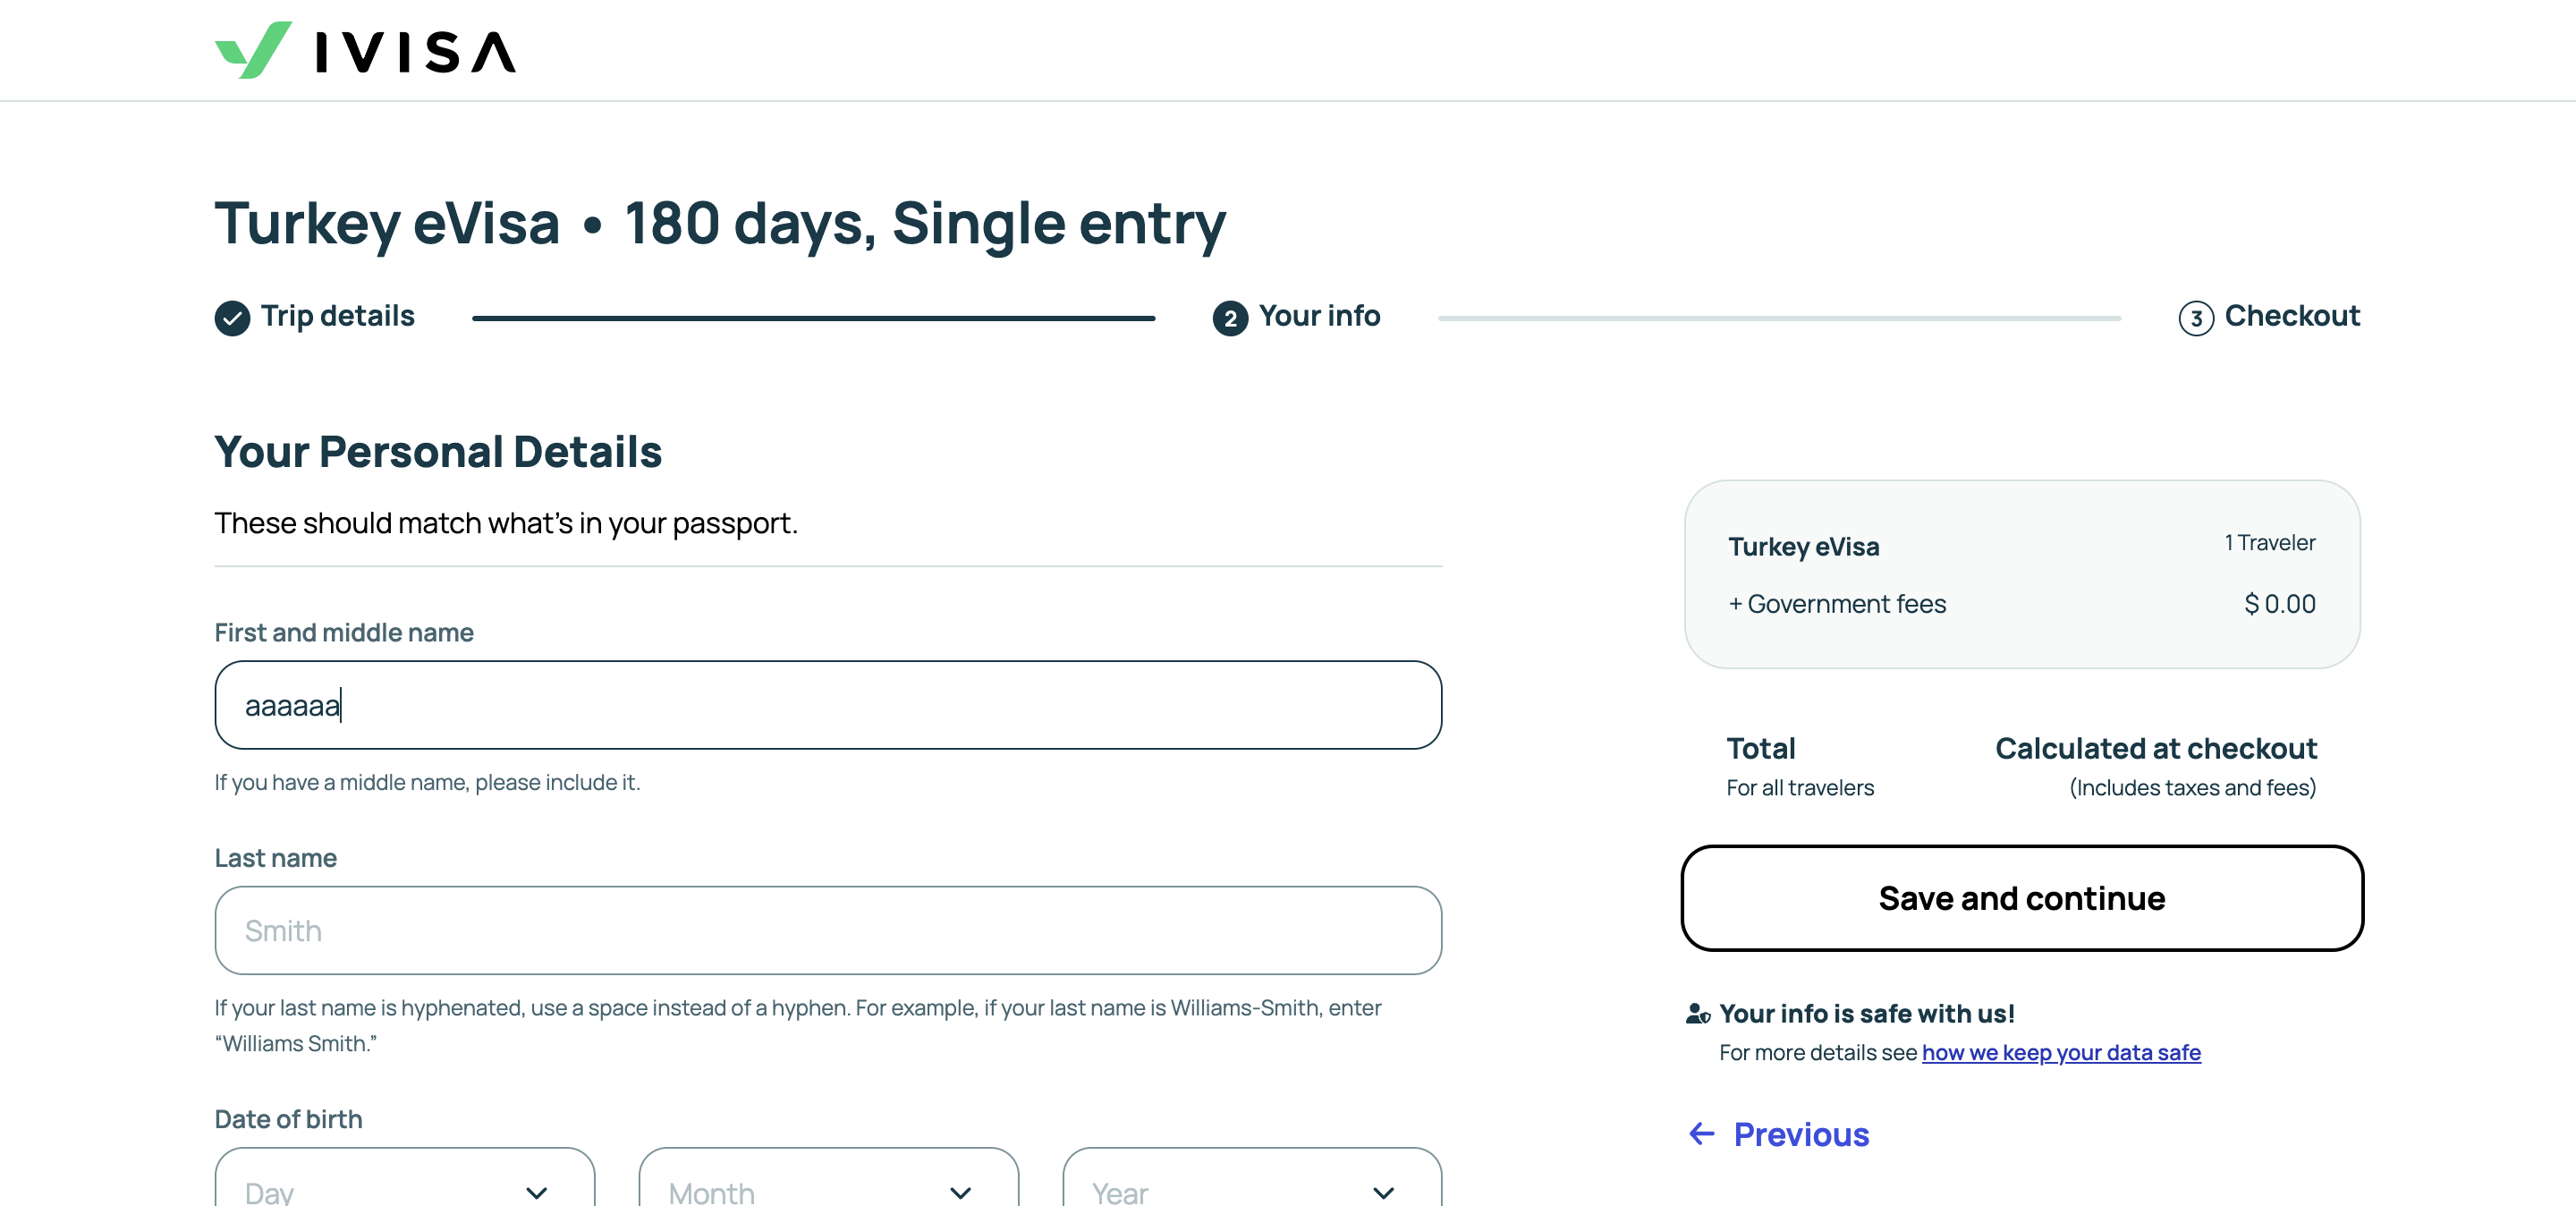 IVISA
Turkey eVisa • 180 days, Single entry
Trip details
2 Your info
3 Checkout
Your Personal Details
These should match what's in your passport.
First and middle name
aaaaaa
If you have a middle name, please include it.
Last name
Smith
If your last name is hyphenated, use a space instead of a hyphen. For example, if your last name is Williams-Smith, enter
“Williams Smith.”
Date of birth
Day
Month
Year
Turkey eVisa 1 Traveler
+ Government fees $ 0.00
Total Calculated at checkout
For all travelers (Includes taxes and fees)
Save and continue
Your info is safe with us!
For more details see how we keep your data safe
← Previous